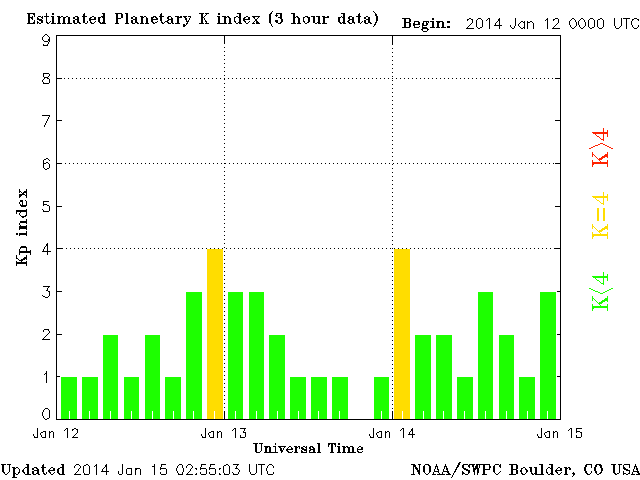 Estimated Planetary K index (3 hour data) Begin: 2014 Jan 12 0000 UTC
9
8
7
6
5
4
3
2
1
0
Kp index
K>4
K=4
K<4
Jan 12 Jan 13 Jan 14 Jan 15
Universal Time
Updated 2014 Jan 15 02:55:03 UTC NOAA/SWPC Boulder, CO USA